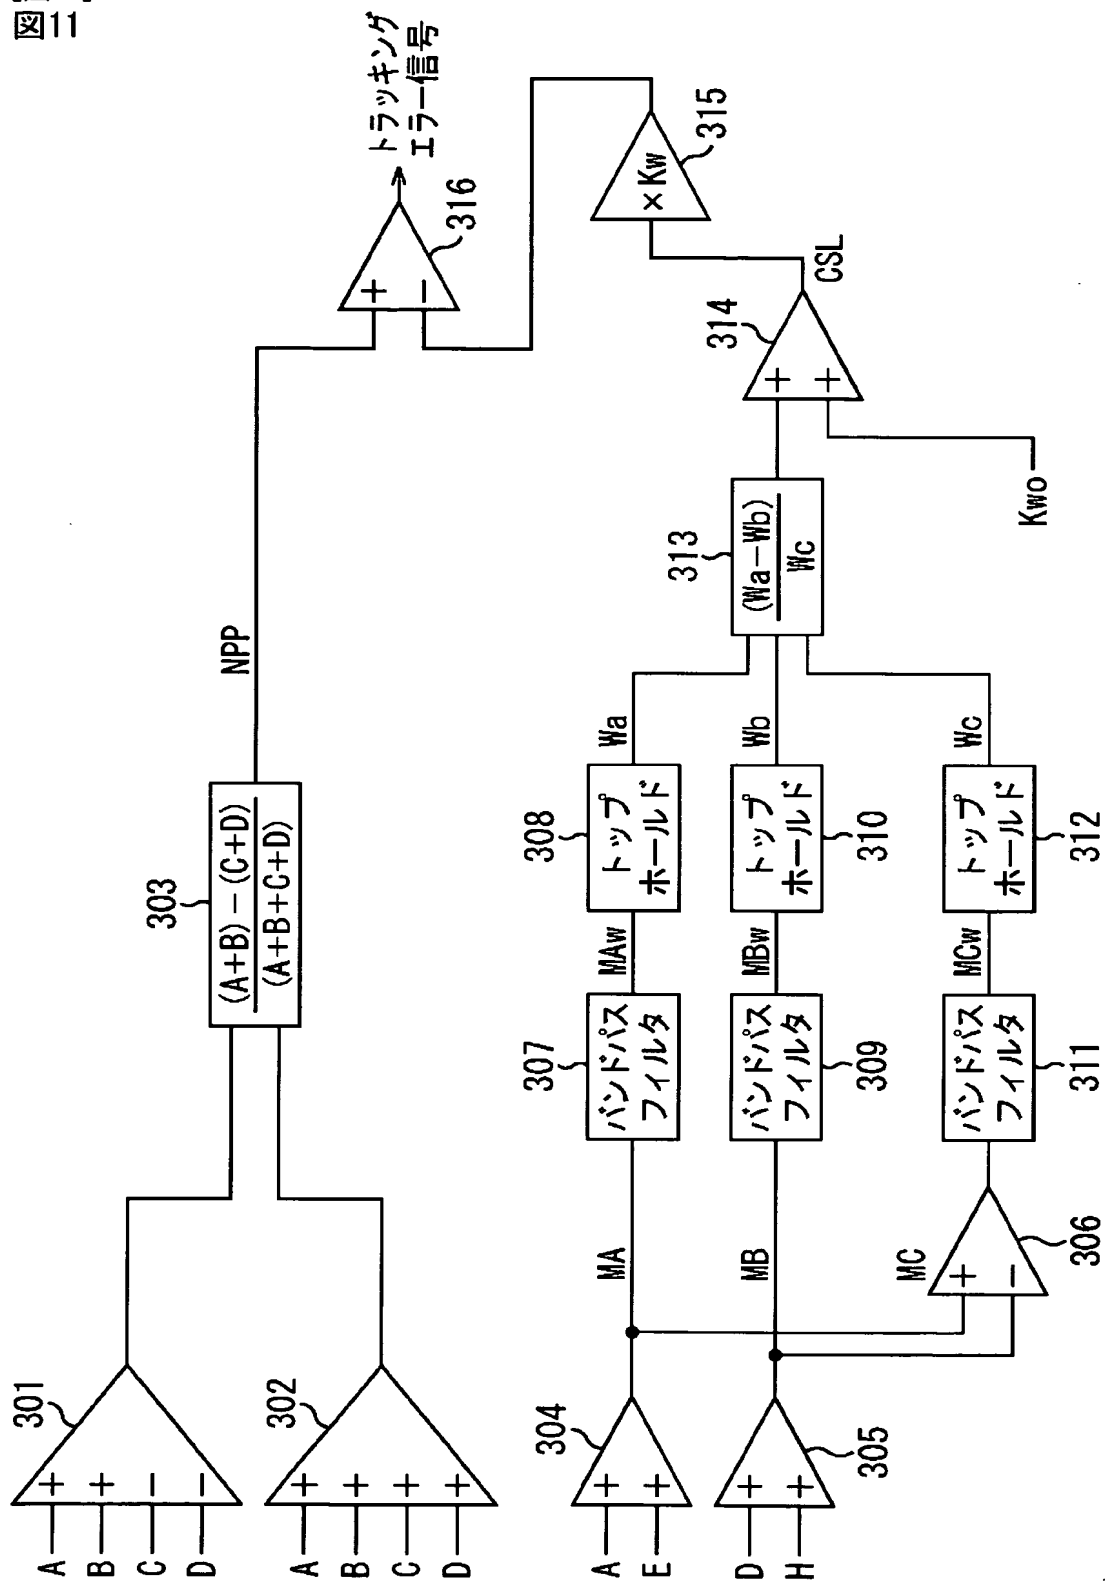 図11
301
A +
B +
C −
D −
302
A +
B +
C +
D +
303
(A+B)−(C+D)
(A+B+C+D)
NPP
316
+
−
トラッキング
エラー信号
304
A +
E +
MA
307
バンドパス
フィルタ
MAw
308
トップ
ホールド
Wa
305
D +
H +
MB
309
バンドパス
フィルタ
MBw
310
トップ
ホールド
Wb
306
+
−
MC
311
バンドパス
フィルタ
MCw
312
トップ
ホールド
Wc
313
(Wa−Wb)
Wc
314
+
+
Kwo
CSL
315
×Kw